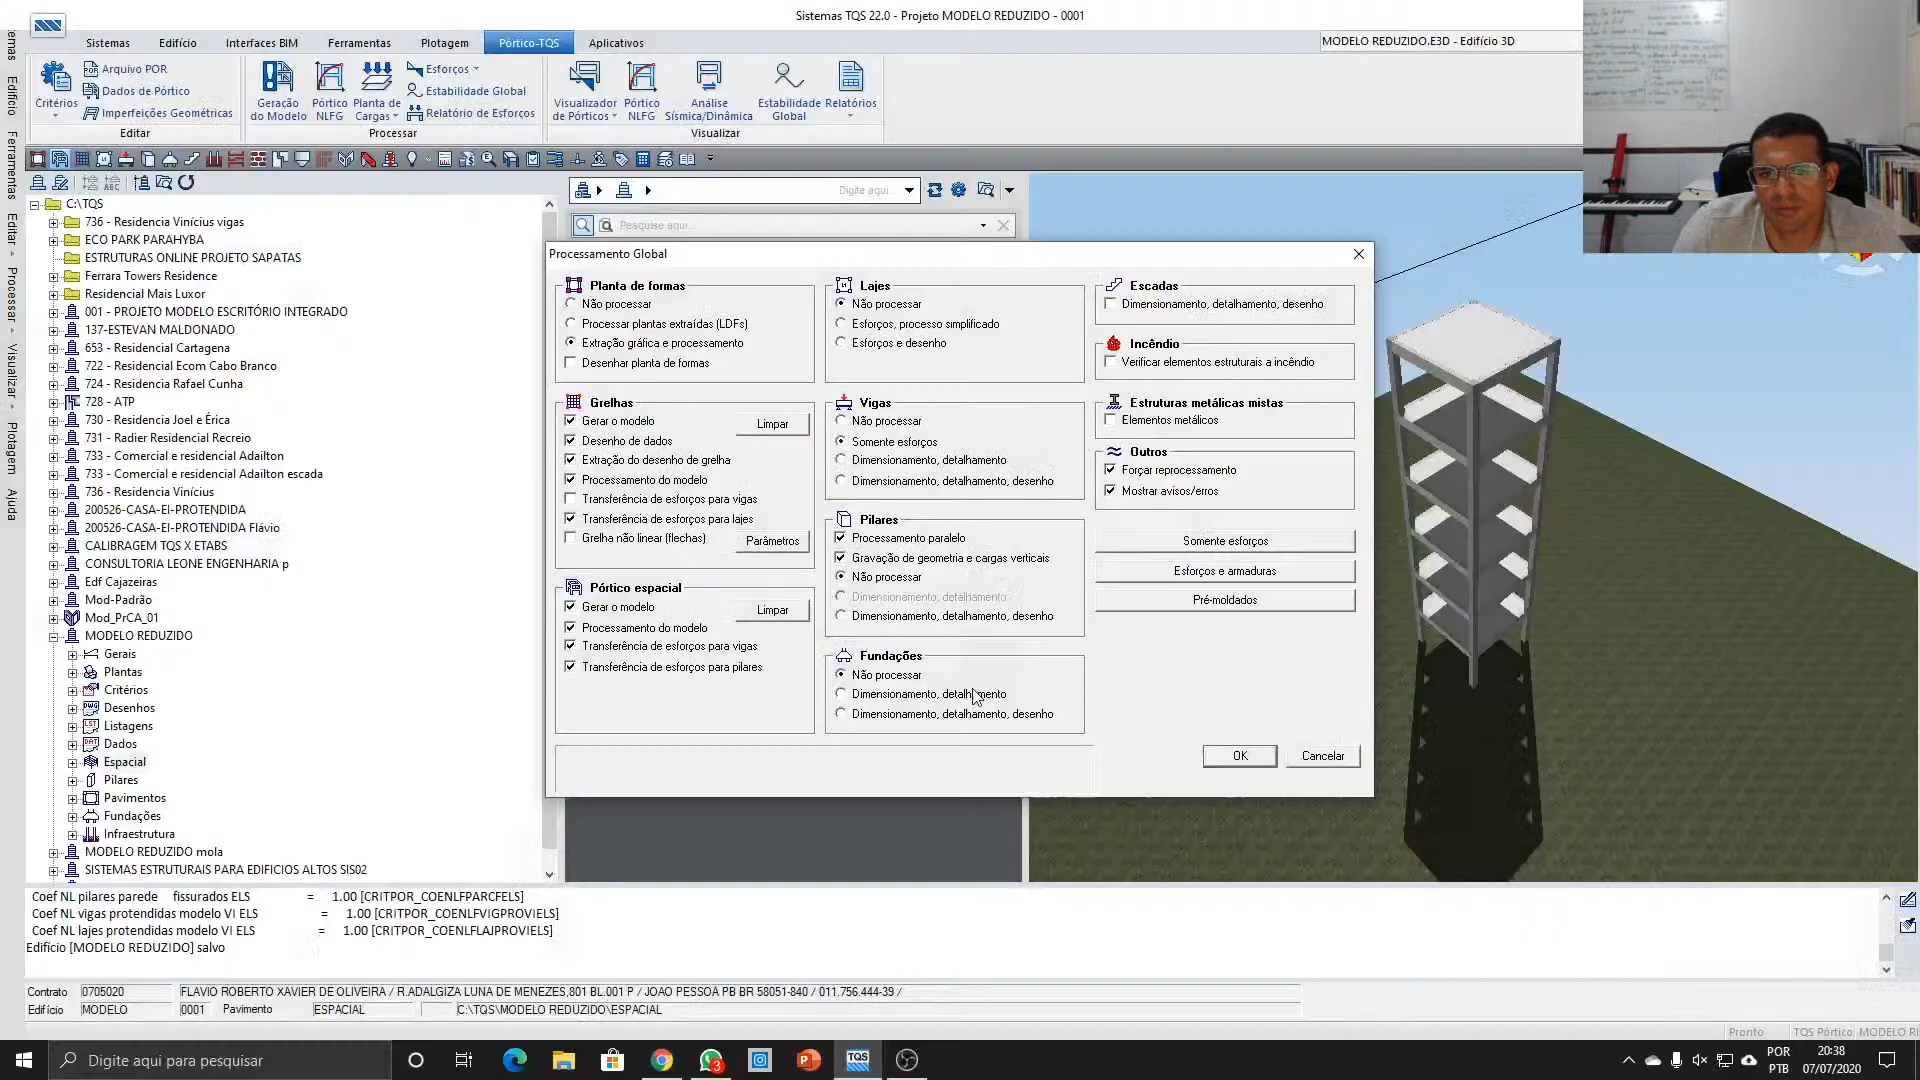 Sistemas TQS 22.0 - Projeto MODELO REDUZIDO - 0001
Sistemas
Edifício
Interfaces BIM
Ferramentas
Plotagem
Pórtico-TQS
Aplicativos
MODELO REDUZIDO.E3D - Edifício 3D
Critérios
Arquivo POR
Dados de Pórtico
Imperfeições Geométricas
Editar
Geração do Modelo
Pórtico NLFG
Planta de Cargas
Esforços
Estabilidade Global
Relatório de Esforços
Processar
Visualizador de Pórticos
Pórtico NLFG
Análise Sísmica/Dinâmica
Estabilidade Global
Relatórios
Visualizar
Edifício
Ferramentas
Editar
Processar
Visualizar
Plotagem
Ajuda
Digite aqui...
Pesquise aqui...
C:\TQS
736 - Residencia Vinícius vigas
ECO PARK PARAHYBA
ESTRUTURAS ONLINE PROJETO SAPATAS
Ferrara Towers Residence
Residencial Mais Luxor
001 - PROJETO MODELO ESCRITÓRIO INTEGRADO
137-ESTEVAN MALDONADO
653 - Residencial Cartagena
722 - Residencia Ecom Cabo Branco
724 - Residencia Rafael Cunha
728 - ATP
730 - Residencia Joel e Érica
731 - Radier Residencial Recreio
733 - Comercial e residencial Adailton
733 - Comercial e residencial Adailton escada
736 - Residencia Vinícius
200526-CASA-EI-PROTENDIDA
200526-CASA-EI-PROTENDIDA Flávio
CALIBRAGEM TQS X ETABS
CONSULTORIA LEONE ENGENHARIA p
Edf Cajazeiras
Mod-Padrão
Mod_PrCA_01
MODELO REDUZIDO
Gerais
Plantas
Critérios
Desenhos
Listagens
Dados
Espacial
Pilares
Pavimentos
Fundações
Infraestrutura
MODELO REDUZIDO mola
SISTEMAS ESTRUTURAIS PARA EDIFICIOS ALTOS SIS02
Processamento Global
Planta de formas
Não processar
Processar plantas extraídas (LDFs)
Extração gráfica e processamento
Desenhar planta de formas
Grelhas
Gerar o modelo
Limpar
Desenho de dados
Extração do desenho de grelha
Processamento do modelo
Transferência de esforços para vigas
Transferência de esforços para lajes
Grelha não linear (flechas)
Parâmetros
Pórtico espacial
Gerar o modelo
Limpar
Processamento do modelo
Transferência de esforços para vigas
Transferência de esforços para pilares
Lajes
Não processar
Esforços, processo simplificado
Esforços e desenho
Vigas
Não processar
Somente esforços
Dimensionamento, detalhamento
Dimensionamento, detalhamento, desenho
Pilares
Processamento paralelo
Gravação de geometria e cargas verticais
Não processar
Dimensionamento, detalhamento
Dimensionamento, detalhamento, desenho
Fundações
Não processar
Dimensionamento, detalhamento
Dimensionamento, detalhamento, desenho
Escadas
Dimensionamento, detalhamento, desenho
Incêndio
Verificar elementos estruturais a incêndio
Estruturas metálicas mistas
Elementos metálicos
Outros
Forçar reprocessamento
Mostrar avisos/erros
Somente esforços
Esforços e armaduras
Pré-moldados
OK
Cancelar
Coef NL pilares parede fissurados ELS = 1.00 [CRITPOR_COENLFPARCFELS]
Coef NL vigas protendidas modelo VI ELS = 1.00 [CRITPOR_COENLFVIGPROVIELS]
Coef NL lajes protendidas modelo VI ELS = 1.00 [CRITPOR_COENLFLAJPROVIELS]
Edifício [MODELO REDUZIDO] salvo
Contrato 0705020 FLAVIO ROBERTO XAVIER DE OLIVEIRA / R.ADALGIZA LUNA DE MENEZES,801 BL.001 P / JOAO PESSOA PB BR 58051-840 / 011.756.444-39 /
Edifício MODELO 0001 Pavimento ESPACIAL C:\TQS\MODELO REDUZIDO\ESPACIAL
Pronto TQS Pórtico MODELO RE
Digite aqui para pesquisar
3
TQS
POR
PTB
20:38
07/07/2020